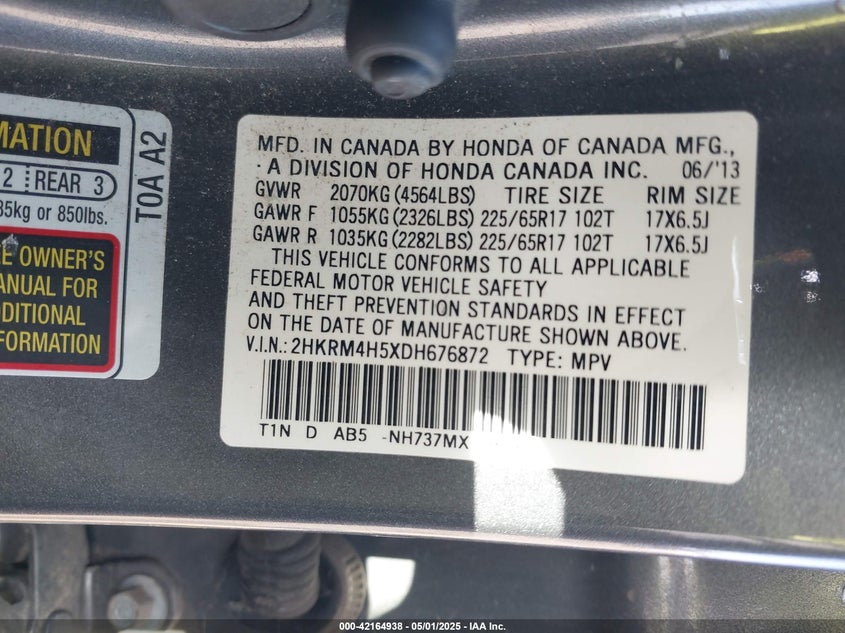 MATION
2 REAR 3
85kg or 850lbs.
E OWNER'S
ANUAL FOR
DDITIONAL
FORMATION
T0A A2
MFD. IN CANADA BY HONDA OF CANADA MFG.,
A DIVISION OF HONDA CANADA INC. 06/'13
GVWR 2070KG (4564LBS) TIRE SIZE RIM SIZE
GAWR F 1055KG (2326LBS) 225/65R17 102T 17X6.5J
GAWR R 1035KG (2282LBS) 225/65R17 102T 17X6.5J
THIS VEHICLE CONFORMS TO ALL APPLICABLE
FEDERAL MOTOR VEHICLE SAFETY
AND THEFT PREVENTION STANDARDS IN EFFECT
ON THE DATE OF MANUFACTURE SHOWN ABOVE.
V.I.N.: 2HKRM4H5XDH676872 TYPE: MPV
T1N D AB5 -NH737MX
000-42164938 - 05/01/2025 - IAA Inc.